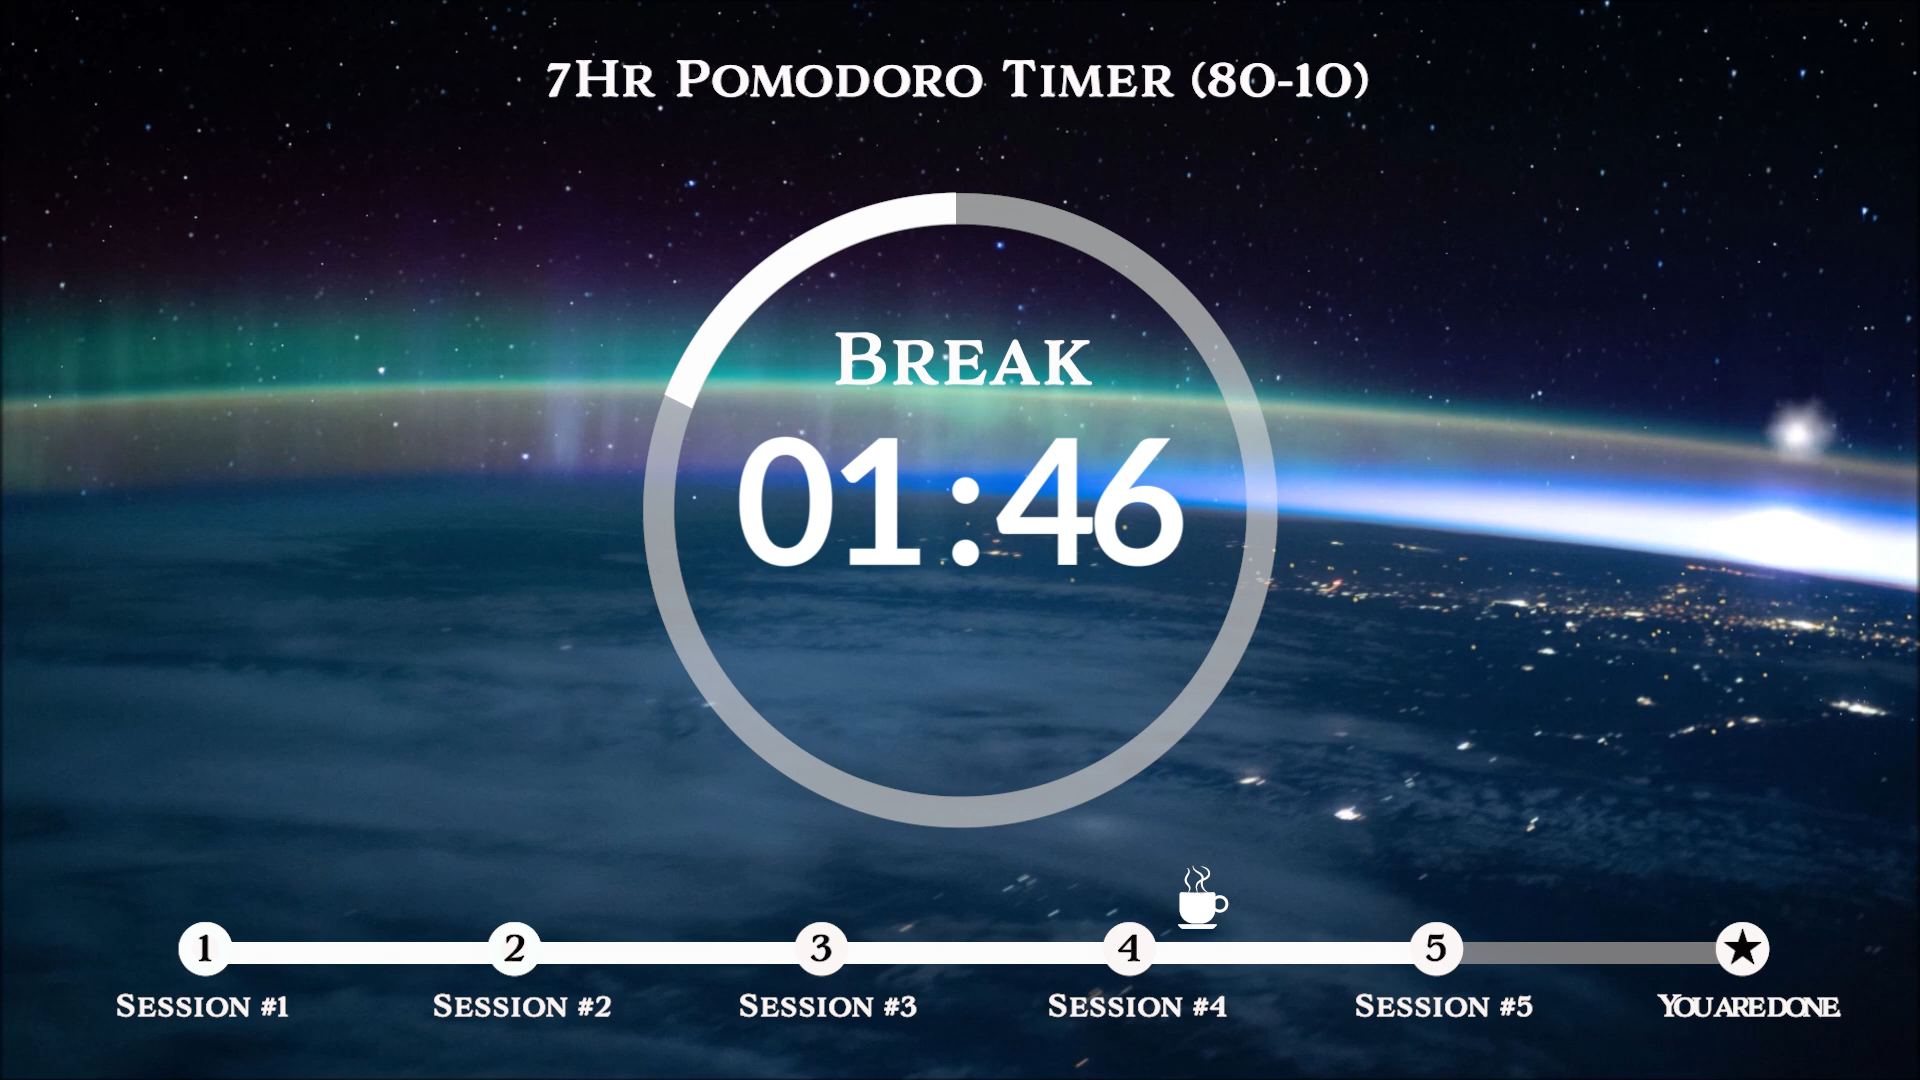 7Hr Pomodoro Timer (80-10)
Break
01:46
1 2 3 4 5
Session #1 Session #2 Session #3 Session #4 Session #5 You are done